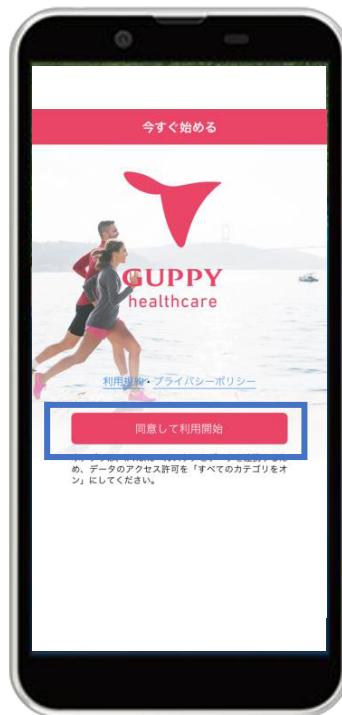 今すぐ始める
GUPPY
healthcare
利用規約・プライバシーポリシー
同意して利用開始
め、データのアクセス許可を「すべてのカテゴリをオ
ン」にしてください。